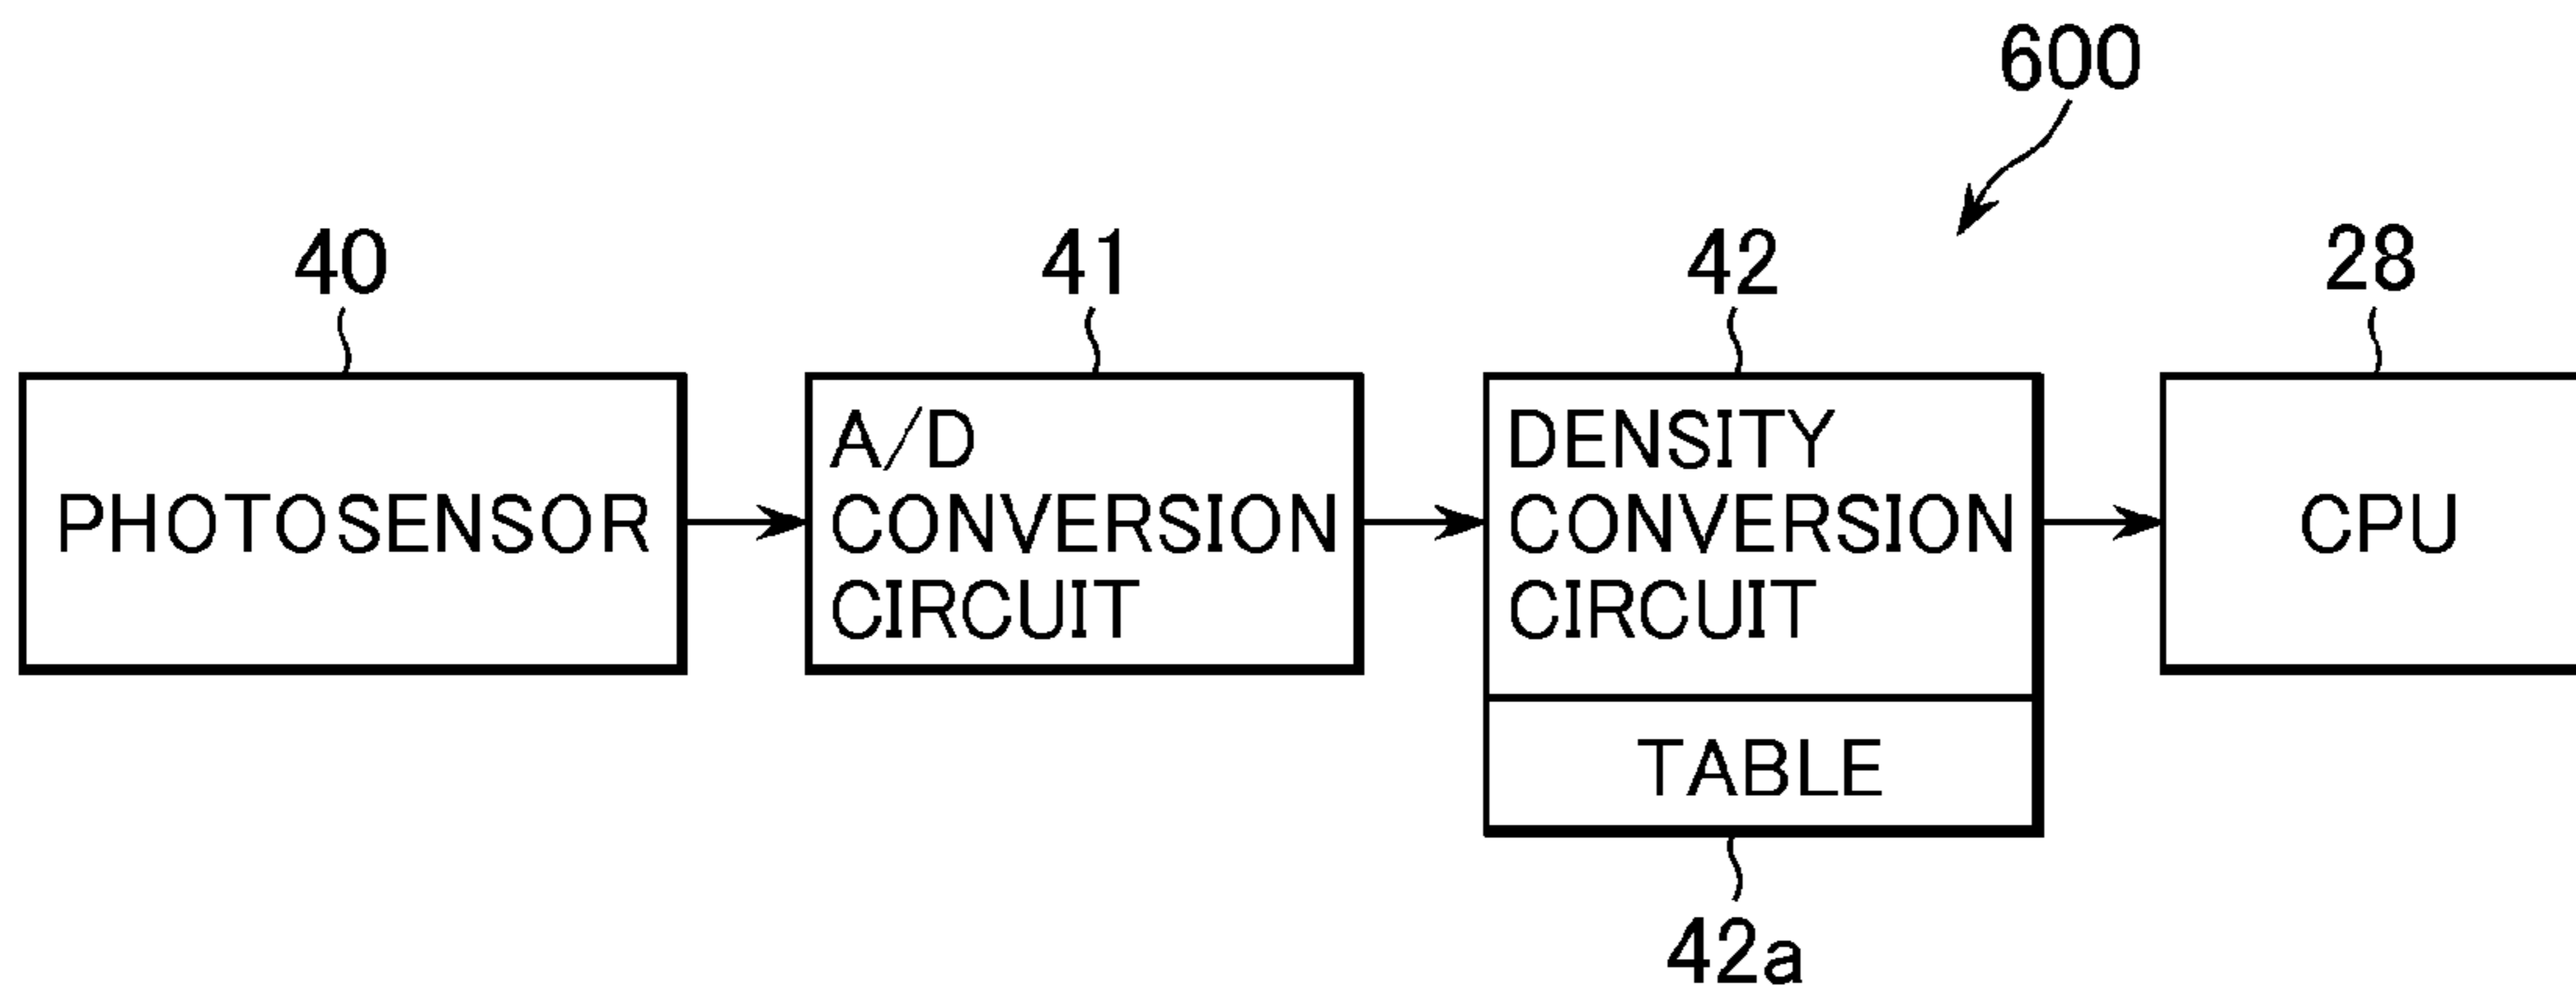 600
40
41
42
28
PHOTOSENSOR
A/D
CONVERSION
CIRCUIT
DENSITY
CONVERSION
CIRCUIT
CPU
TABLE
42a